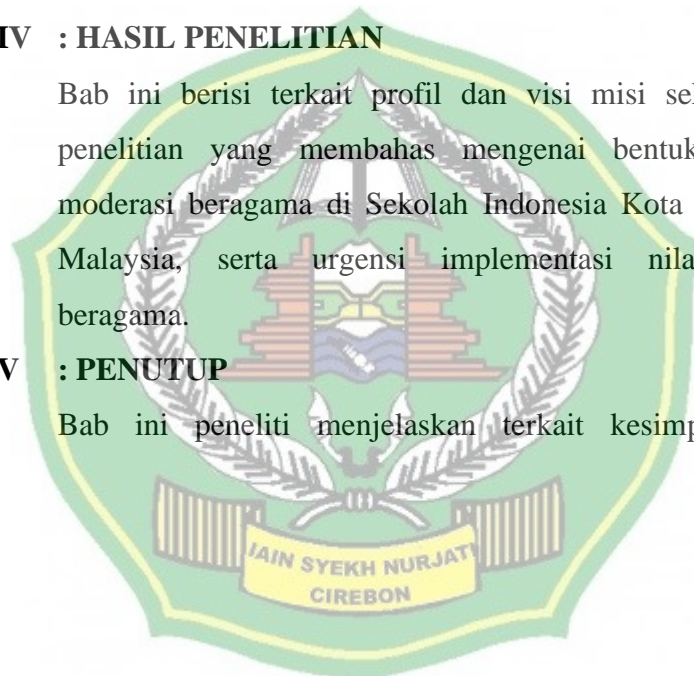 IV : HASIL PENELITIAN
Bab ini berisi terkait profil dan visi misi
penelitian yang membahas mengenai bentuk
moderasi beragama di Sekolah Indonesia Kota
Malaysia, serta urgensi implementasi
beragama.
V : PENUTUP
Bab ini peneliti menjelaskan terkait
IAIN SYEKH NURJATI
CIREBON